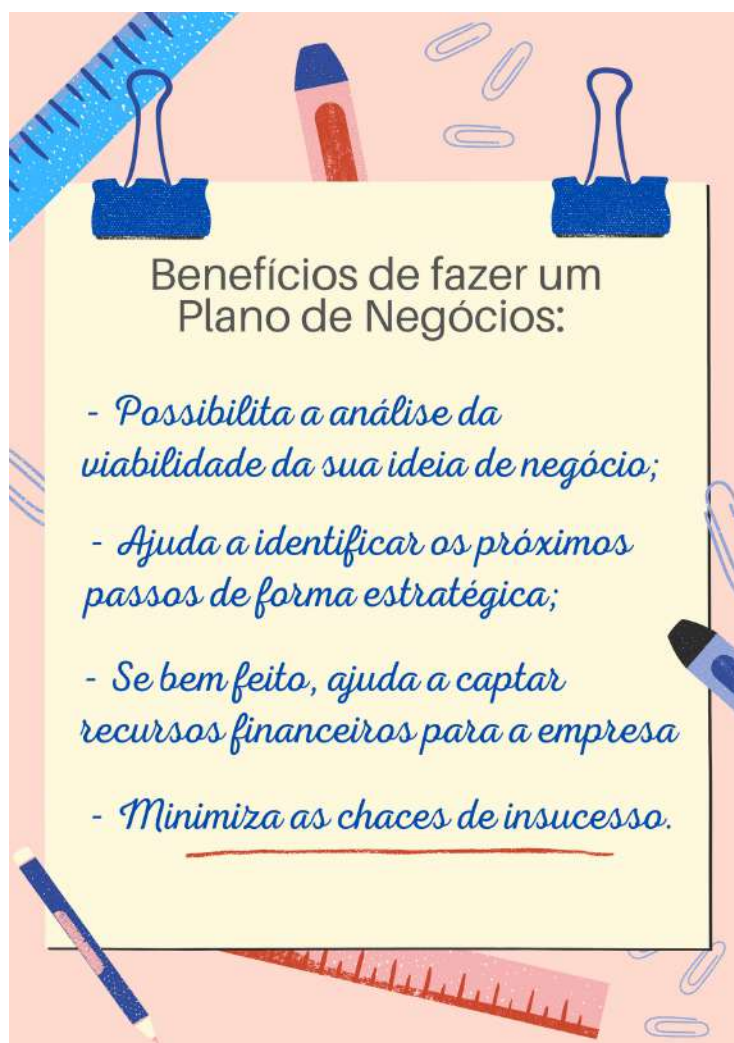 Benefícios de fazer um
Plano de Negócios:
- Possibilita a análise da
viabilidade da sua ideia de negócio;
- Ajuda a identificar os próximos
passos de forma estratégica;
- Se bem feito, ajuda a captar
recursos financeiros para a empresa
- Minimiza as chaces de insucesso.